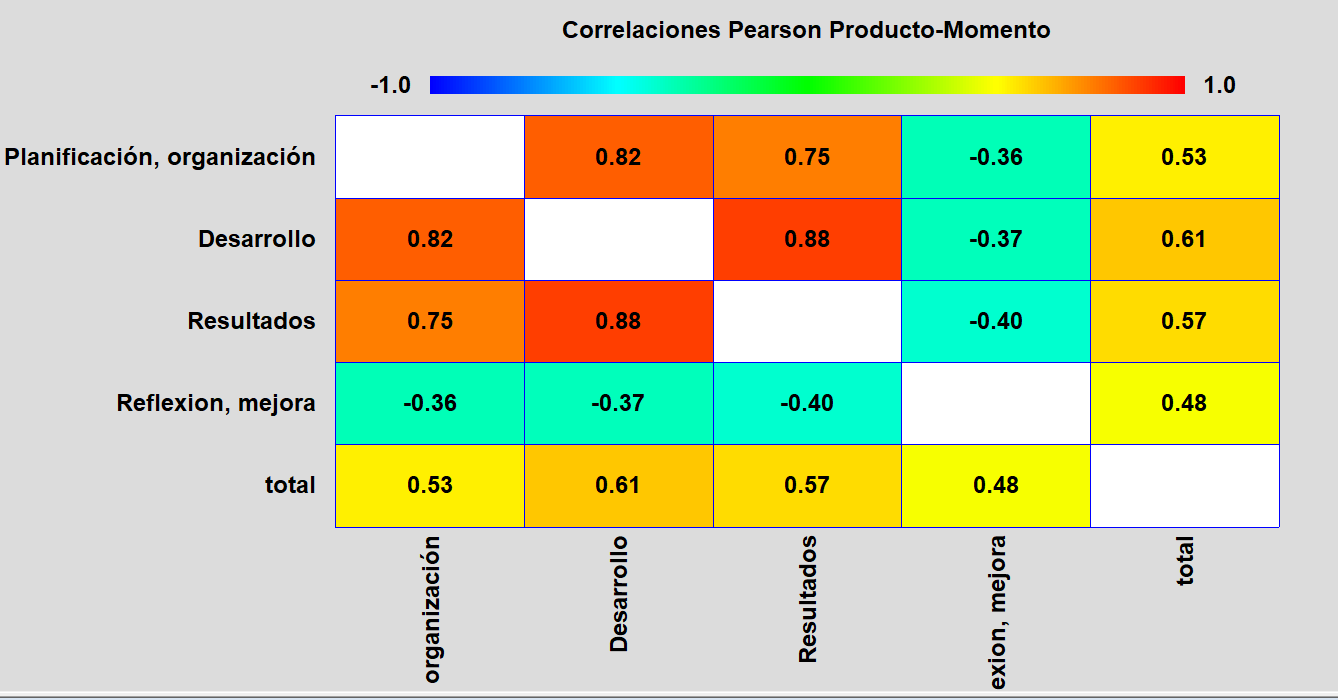 Correlaciones Pearson Producto-Momento
-1.0 1.0
Planificación, organización 0.82 0.75 -0.36 0.53
Desarrollo 0.82 0.88 -0.37 0.61
Resultados 0.75 0.88 -0.40 0.57
Reflexion, mejora -0.36 -0.37 -0.40 0.48
total 0.53 0.61 0.57 0.48
organización
Desarrollo
Resultados
exion, mejora
total